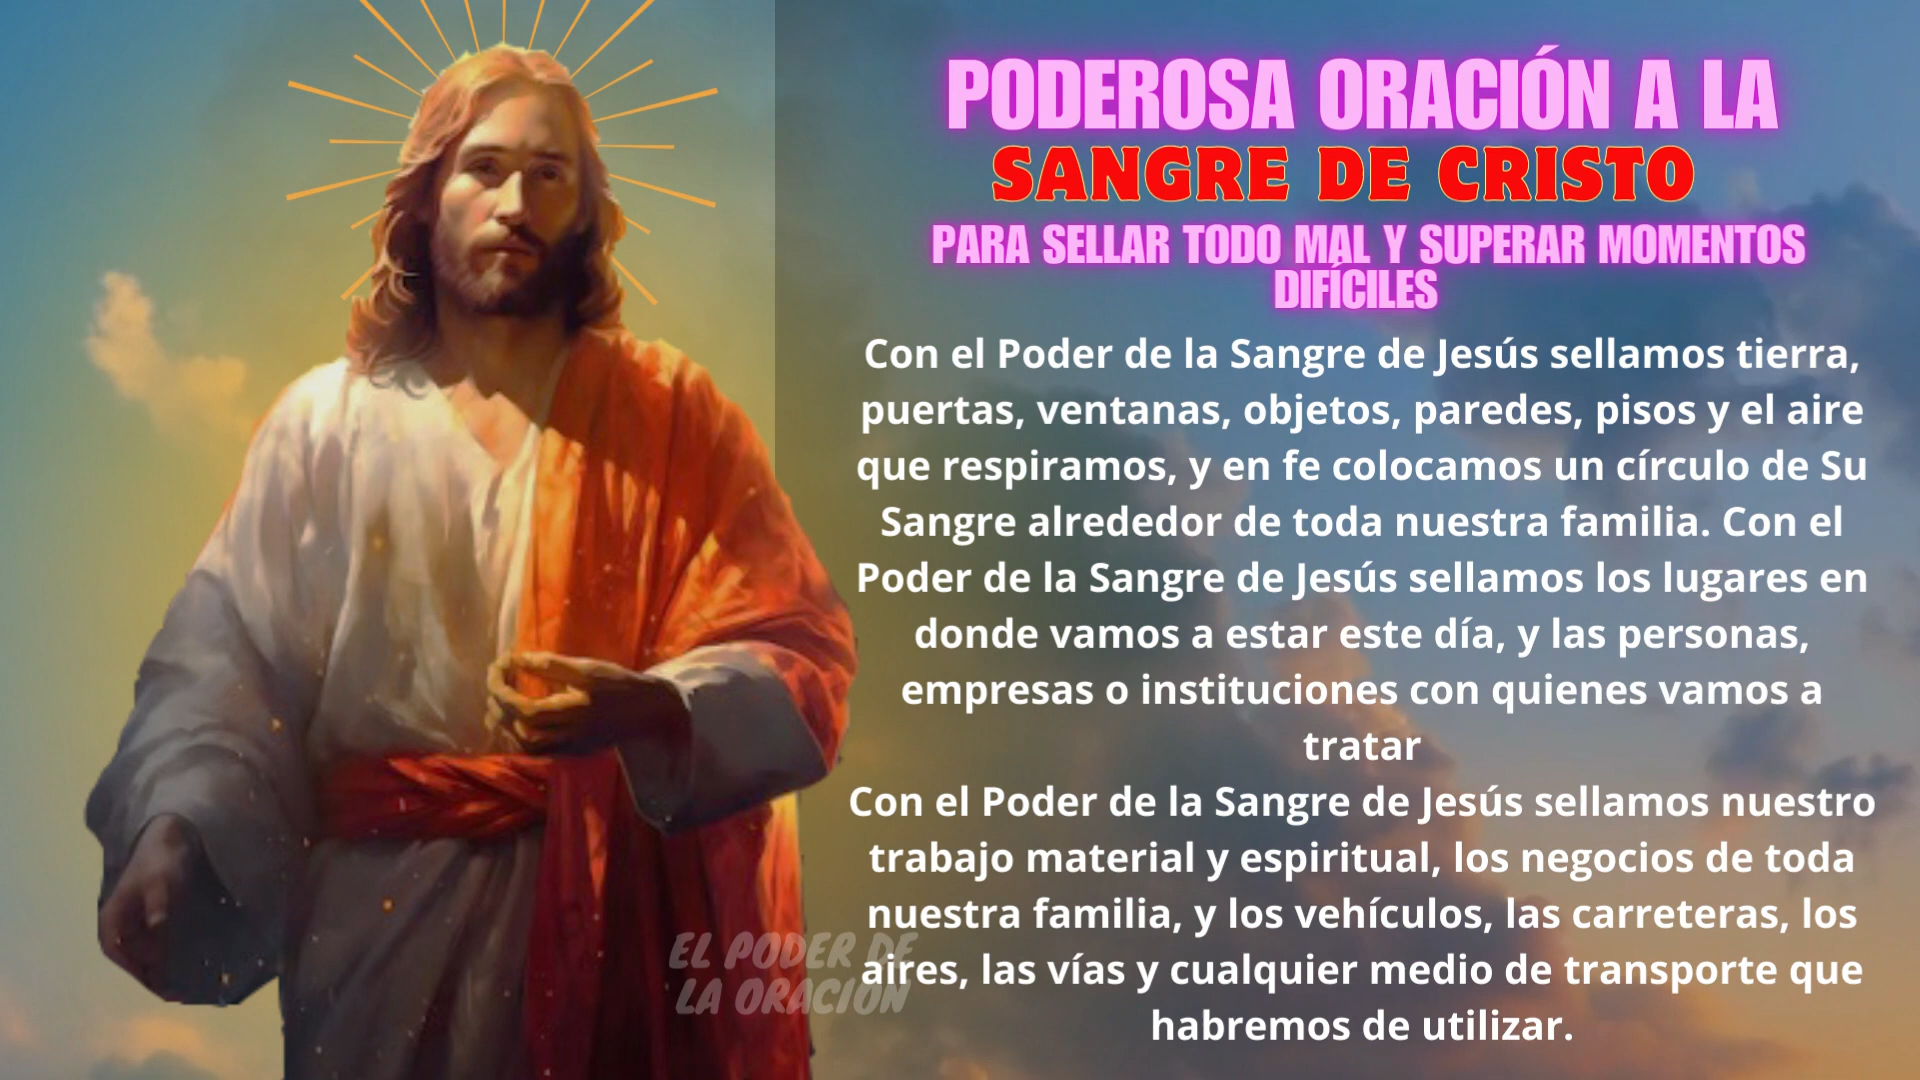 PODEROSA ORACIÓN A LA
SANGRE DE CRISTO
PARA SELLAR TODO MAL Y SUPERAR MOMENTOS
DIFÍCILES
Con el Poder de la Sangre de Jesús sellamos tierra,
puertas, ventanas, objetos, paredes, pisos y el aire
que respiramos, y en fe colocamos un círculo de Su
Sangre alrededor de toda nuestra familia. Con el
Poder de la Sangre de Jesús sellamos los lugares en
donde vamos a estar este día, y las personas,
empresas o instituciones con quienes vamos a
tratar
Con el Poder de la Sangre de Jesús sellamos nuestro
trabajo material y espiritual, los negocios de toda
nuestra familia, y los vehículos, las carreteras, los
aires, las vías y cualquier medio de transporte que
habremos de utilizar.
EL PODER DE
LA ORACIÓN